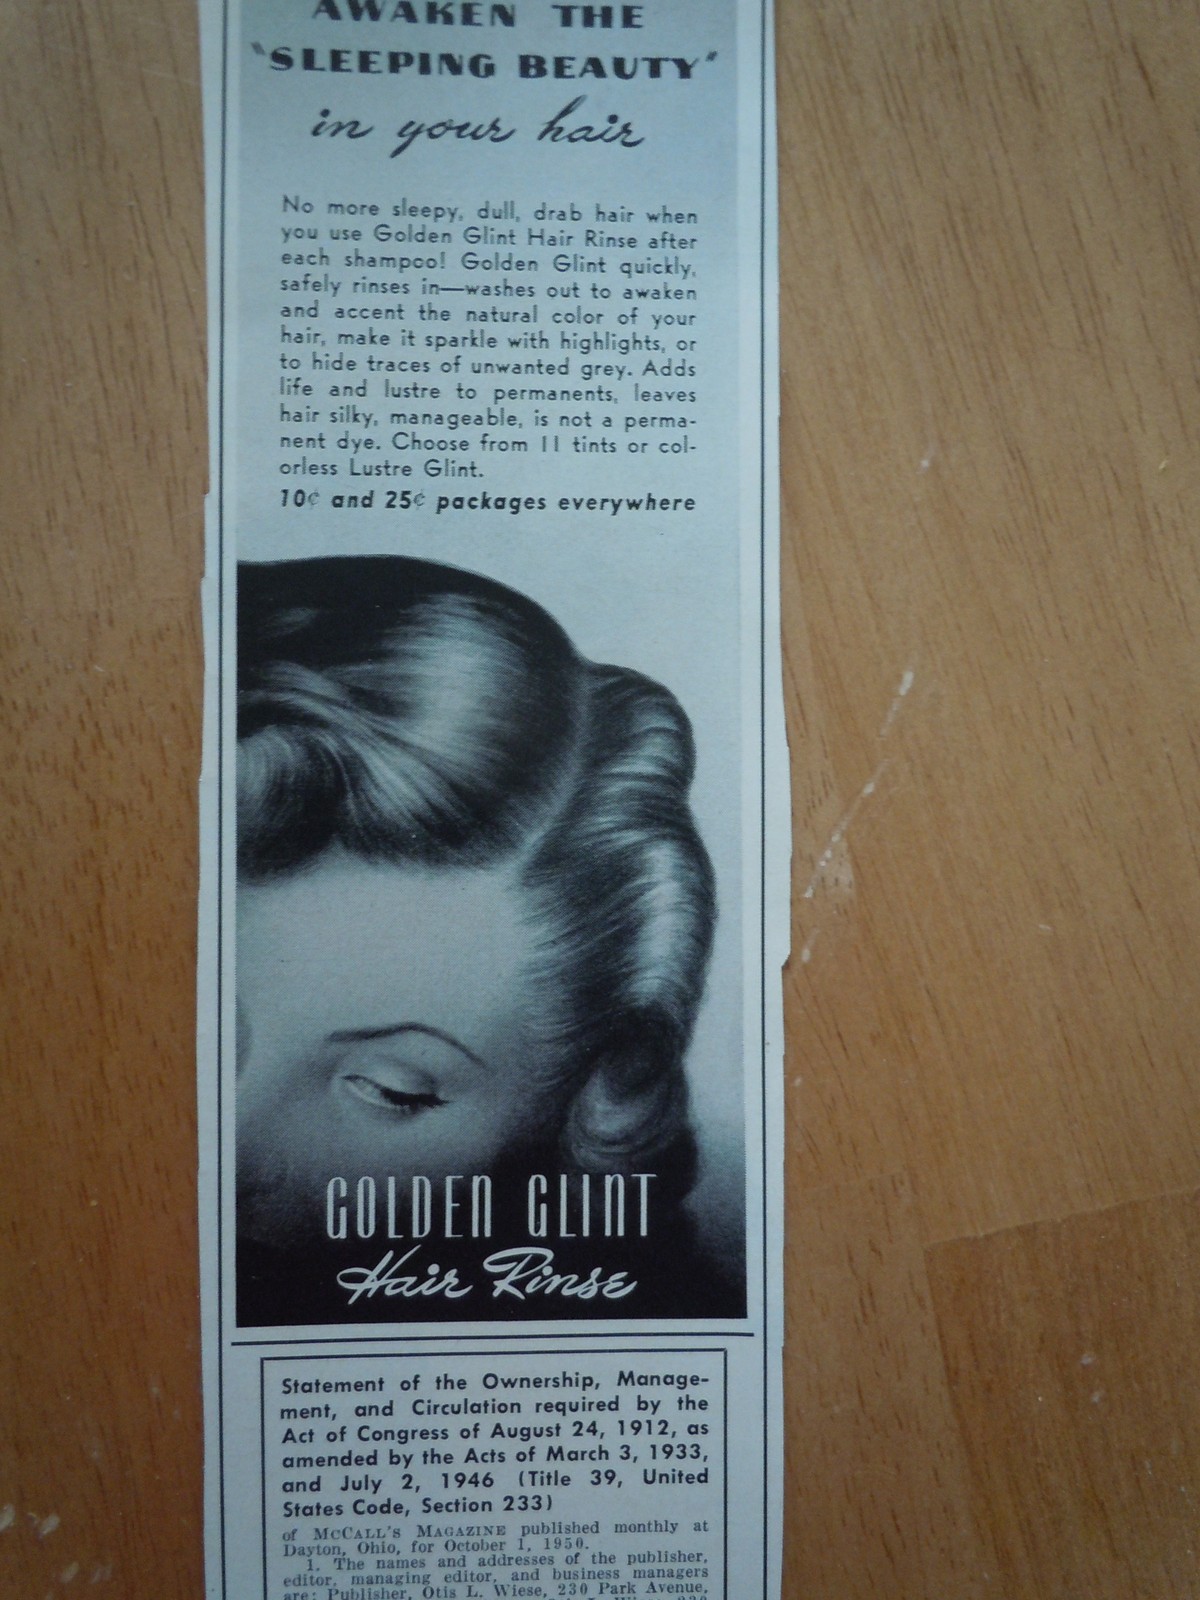 AWAKEN THE
"SLEEPING BEAUTY"
in your hair
No more sleepy, dull, drab hair when
you use Golden Glint Hair Rinse after
each shampoo! Golden Glint quickly,
safely rinses in—washes out to awaken
and accent the natural color of your
hair, make it sparkle with highlights, or
to hide traces of unwanted grey. Adds
life and lustre to permanents, leaves
hair silky, manageable, is not a perma-
nent dye. Choose from 11 tints or col-
orless Lustre Glint.
10¢ and 25¢ packages everywhere
GOLDEN GLINT
Hair Rinse
Statement of the Ownership, Manage-
ment, and Circulation required by the
Act of Congress of August 24, 1912, as
amended by the Acts of March 3, 1933,
and July 2, 1946 (Title 39, United
States Code, Section 233)
of McCALL'S MAGAZINE published monthly at
Dayton, Ohio, for October 1, 1950.
1. The names and addresses of the publisher,
editor, managing editor, and business managers
are: Publisher, Otis L. Wiese, 230 Park Avenue,